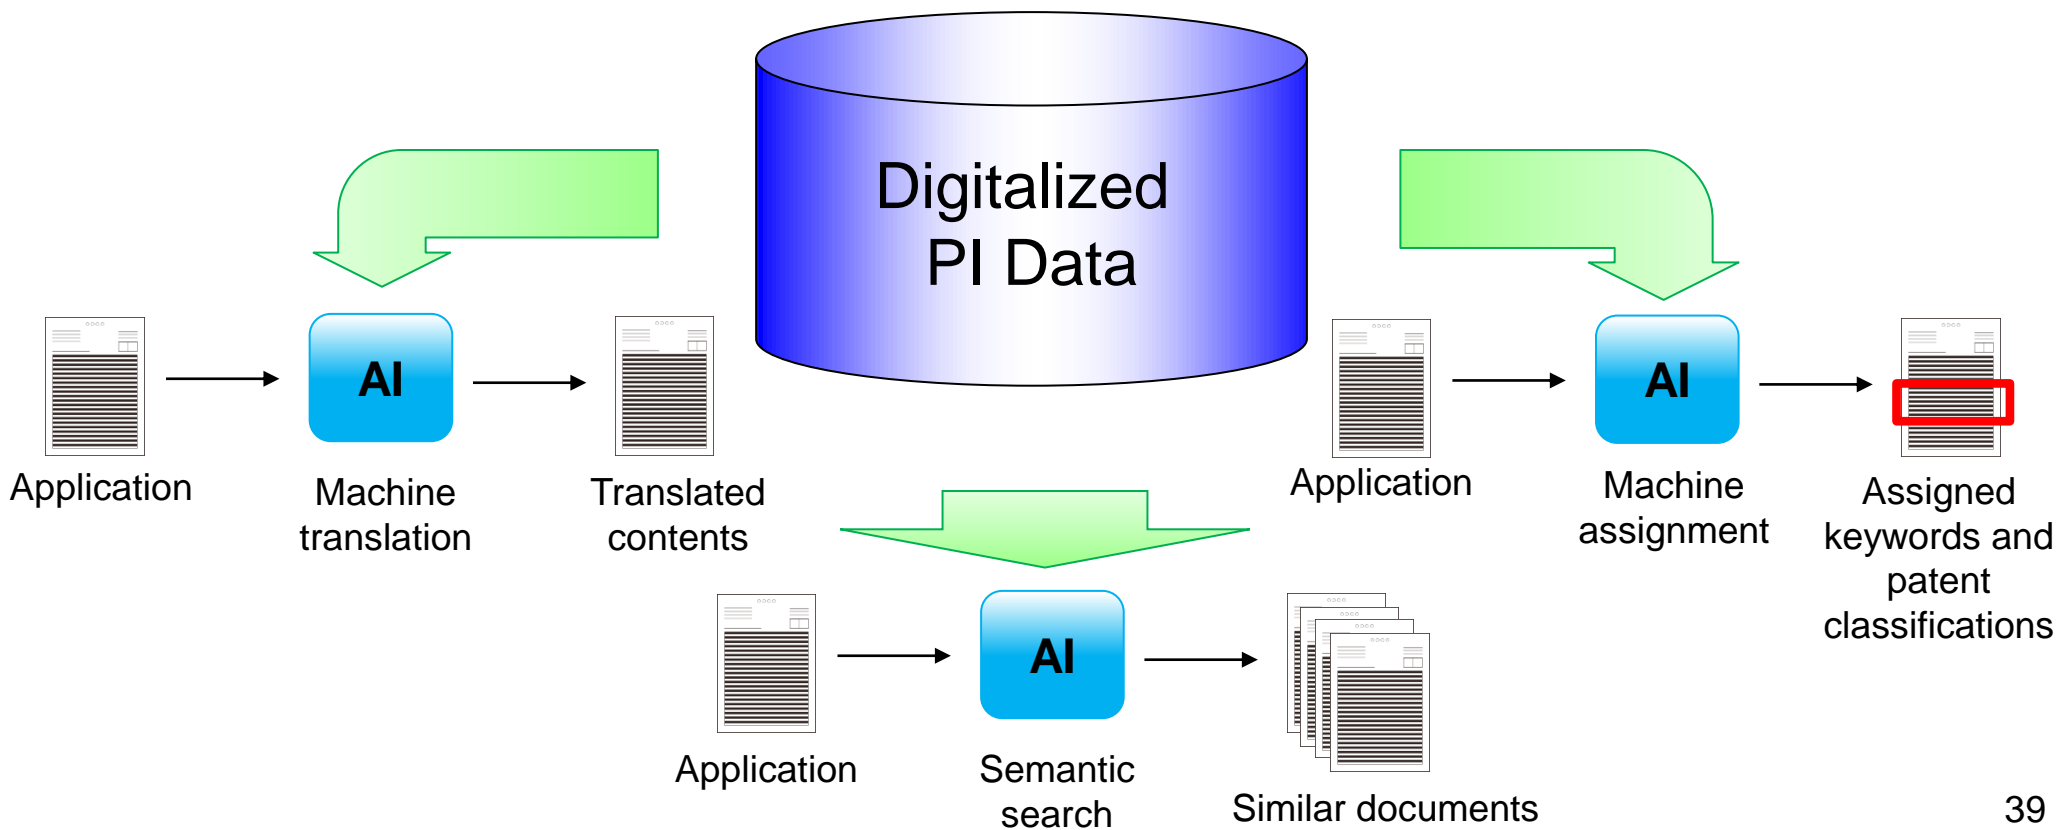 Digitalized
PI Data
AI
Application
Machine
translation
Translated
contents
AI
Application
Machine
assignment
Assigned
keywords and
patent
classifications
AI
Application
Semantic
search
Similar documents
39